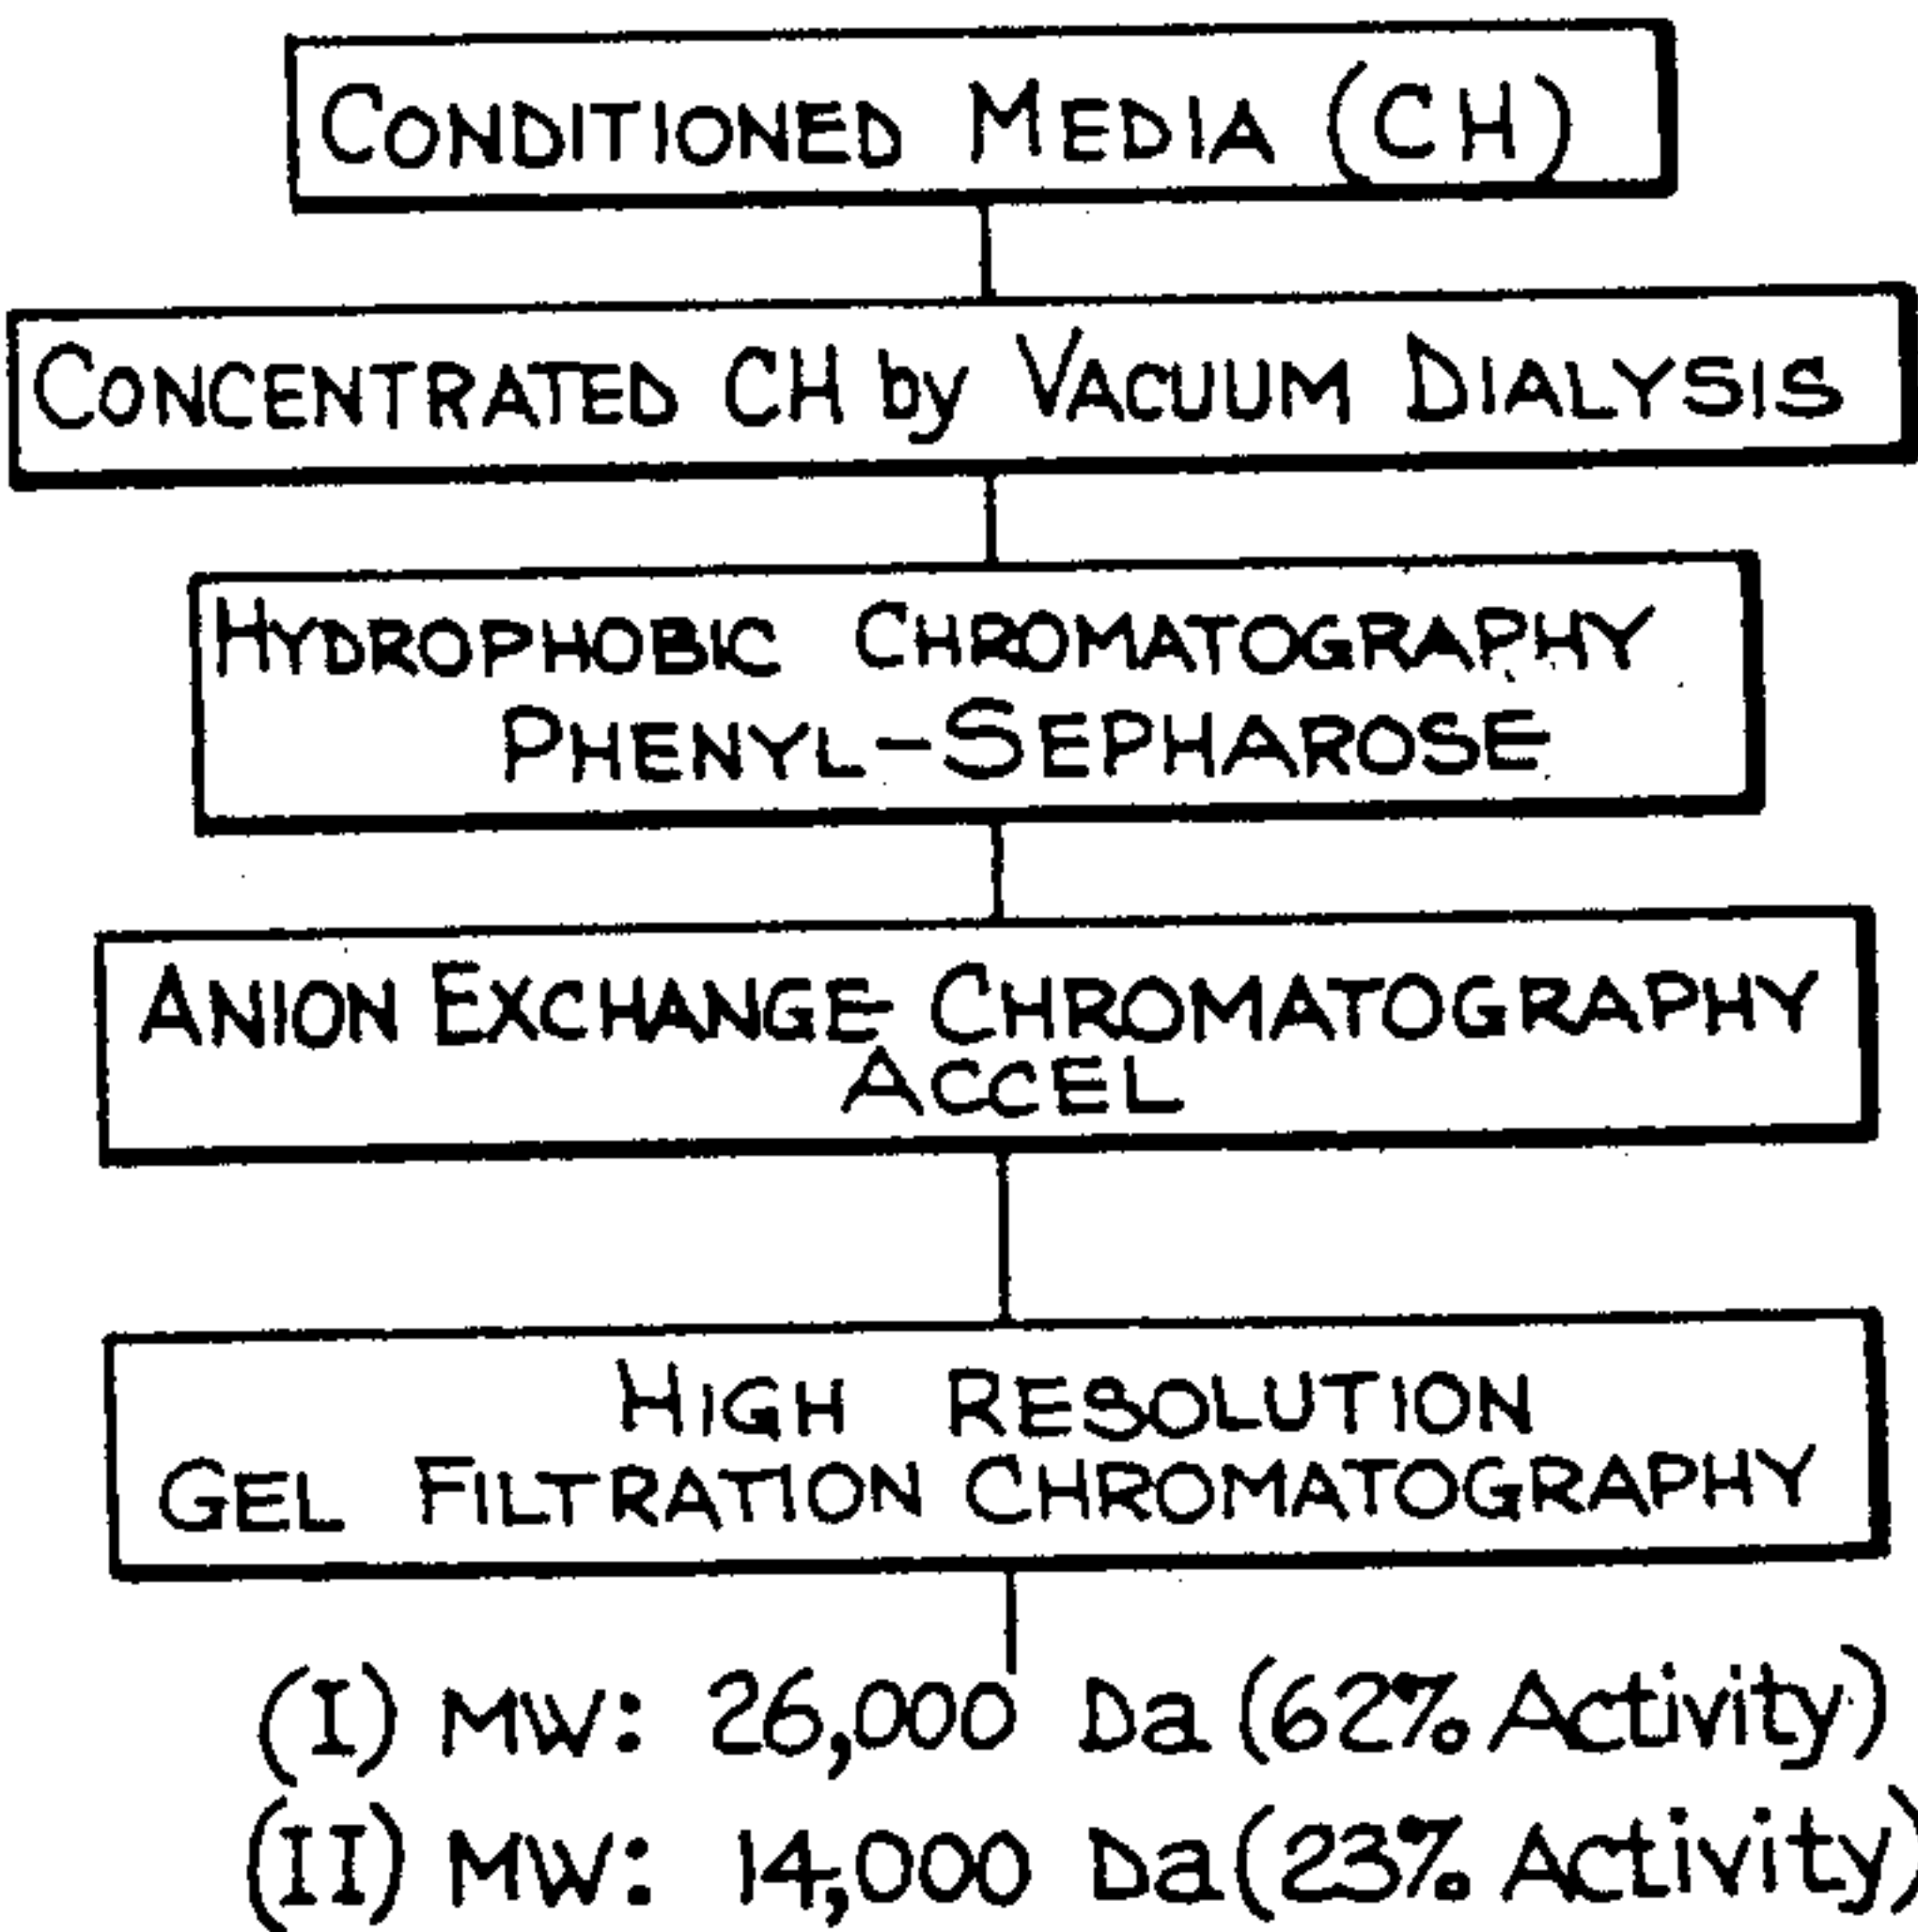 CONDITIONED MEDIA (CH)
CONCENTRATED CH by VACUUM DIALYSIS
HYDROPHOBIC CHROMATOGRAPHY
PHENYL-SEPHAROSE
ANION EXCHANGE CHROMATOGRAPHY
ACCEL
HIGH RESOLUTION
GEL FILTRATION CHROMATOGRAPHY
(I) MW: 26,000 Da (62% Activity)
(II) MW: 14,000 Da (23% Activity)